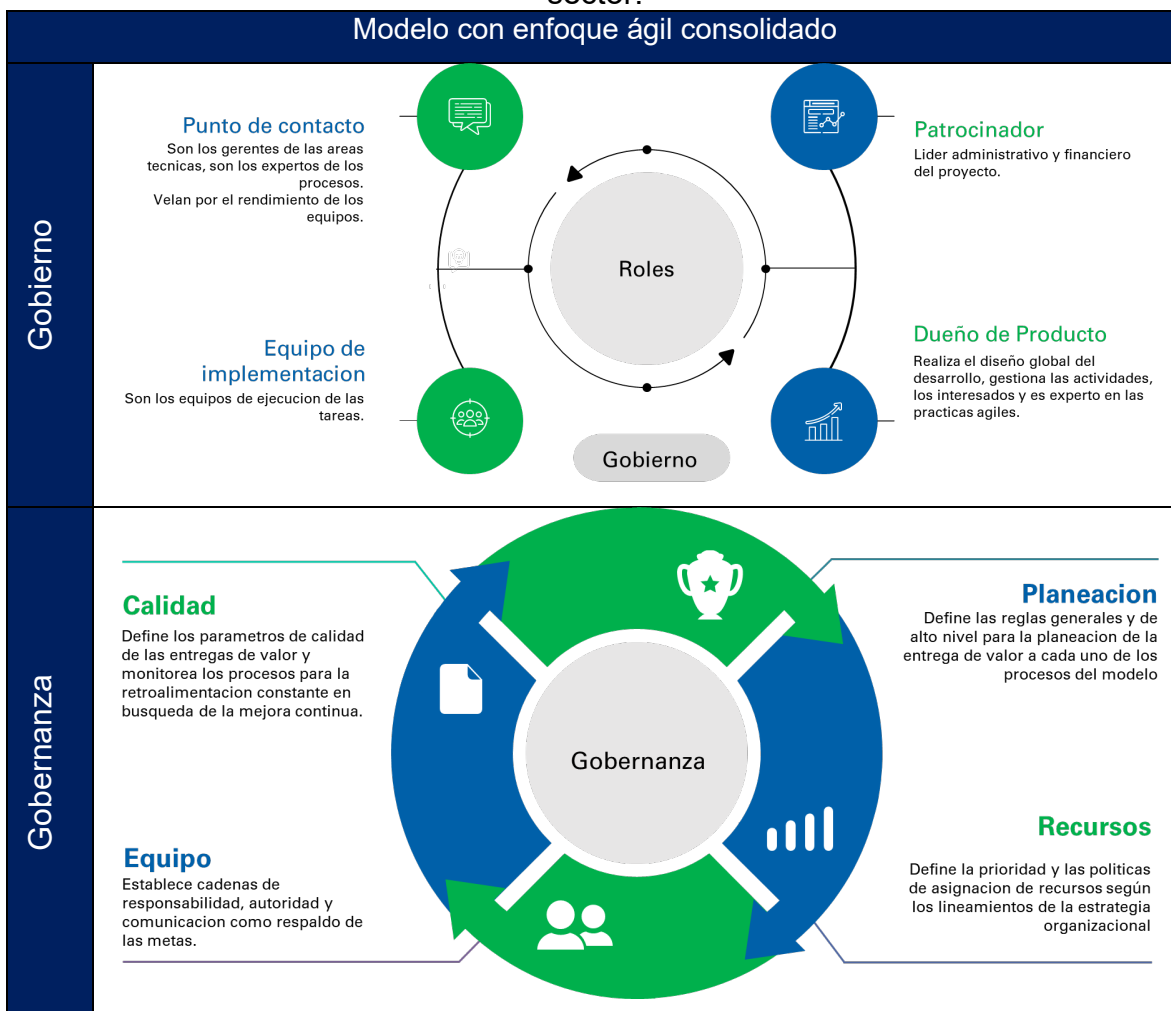 sector.
Modelo con enfoque ágil consolidado
Gobierno
Punto de contacto
Son los gerentes de las areas
tecnicas, son los expertos de los
procesos.
Velan por el rendimiento de los
equipos.
Patrocinador
Lider administrativo y financiero
del proyecto.
Roles
Equipo de
implementacion
Son los equipos de ejecucion de las
tareas.
Dueño de Producto
Realiza el diseño global del
desarrollo, gestiona las actividades,
los interesados y es experto en las
practicas agiles.
Gobierno
Gobernanza
Calidad
Define los parametros de calidad
de las entregas de valor y
monitorea los procesos para la
retroalimentacion constante en
busqueda de la mejora continua.
Planeacion
Define las reglas generales y de
alto nivel para la planeacion de la
entrega de valor a cada uno de los
procesos del modelo
Gobernanza
Equipo
Establece cadenas de
responsabilidad, autoridad y
comunicacion como respaldo de
las metas.
Recursos
Define la prioridad y las politicas
de asignacion de recursos según
los lineamientos de la estrategia
organizacional